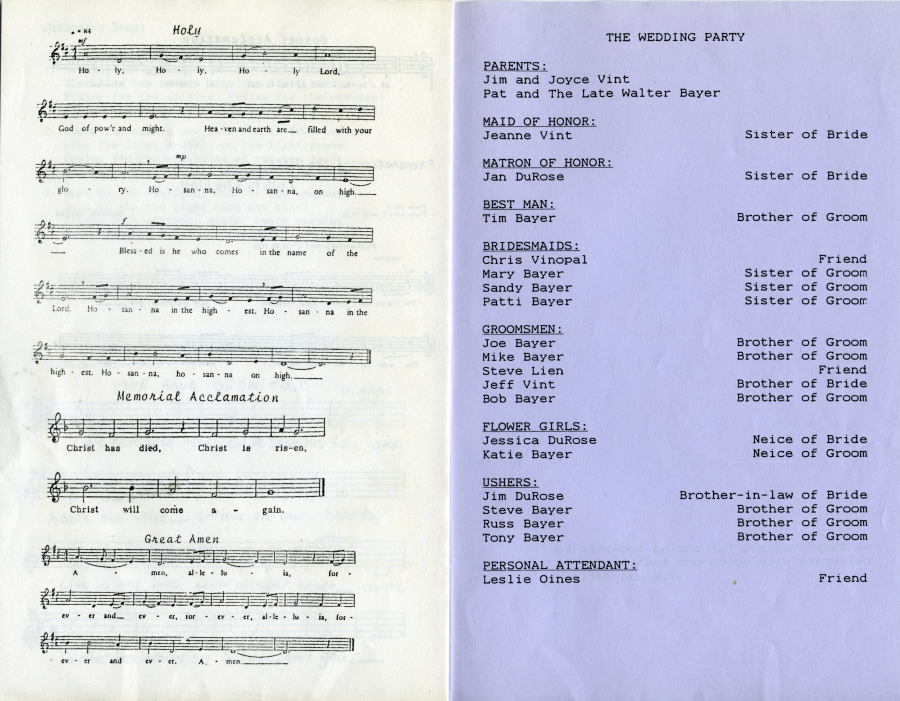 Holy
♩ = 84
mf
Ho - ly, Ho - ly, Ho - ly Lord,
God of pow'r and might. Hea - ven and earth are__ filled with your
mp
glo - ry. Ho - san - na, Ho - san - na, on high.____
f
Bless - ed is he who comes in the name of the
Lord. Ho - san - na in the high - est. Ho - san - na in the
high - est. Ho - san - na, ho - san - na on high.____
Memorial Acclamation
Christ has died, Christ is ris-en,
Christ will come a - gain.
Great Amen
A - men, al - le - lu - ia, for -
ev - er and__ ev - er, for - ev - er, al - le - lu - ia, for -
- ev - er and ev - er. A - men.____
THE WEDDING PARTY
PARENTS:
Jim and Joyce Vint
Pat and The Late Walter Bayer
MAID OF HONOR:
Jeanne Vint Sister of Bride
MATRON OF HONOR:
Jan DuRose Sister of Bride
BEST MAN:
Tim Bayer Brother of Groom
BRIDESMAIDS:
Chris Vinopal Friend
Mary Bayer Sister of Groom
Sandy Bayer Sister of Groom
Patti Bayer Sister of Groom
GROOMSMEN:
Joe Bayer Brother of Groom
Mike Bayer Brother of Groom
Steve Lien Friend
Jeff Vint Brother of Bride
Bob Bayer Brother of Groom
FLOWER GIRLS:
Jessica DuRose Neice of Bride
Katie Bayer Neice of Groom
USHERS:
Jim DuRose Brother-in-law of Bride
Steve Bayer Brother of Groom
Russ Bayer Brother of Groom
Tony Bayer Brother of Groom
PERSONAL ATTENDANT:
Leslie Oines Friend